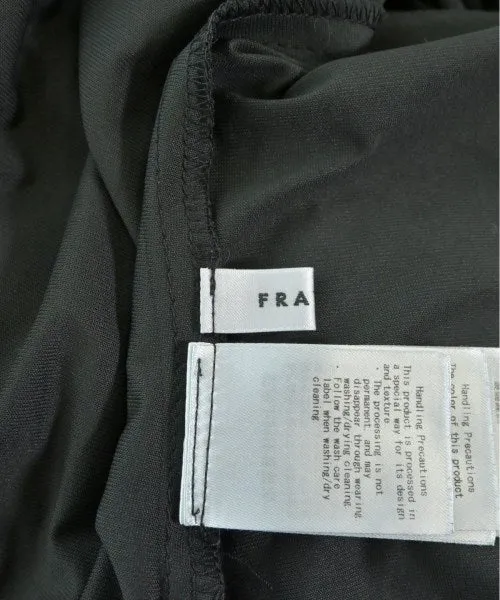 FRA
Handling Precautions
This product is processed in
a special way for its design
and texture
・ The processing is not
permanent, and may
disappear through wearing
washing/drying cleaning
・ Follow the wash care
label when washing/dry
cleaning
Handling Precautions
The color of this product